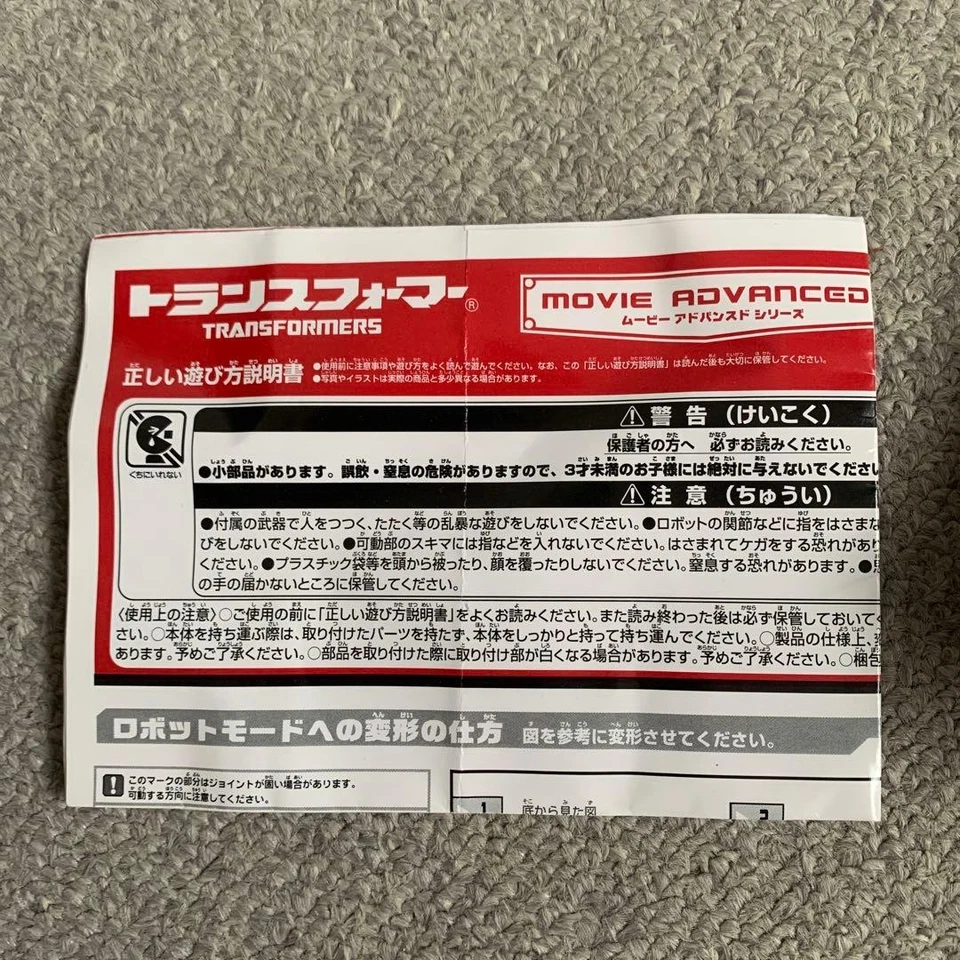 トランスフォーマー®
TRANSFORMERS
MOVIE ADVANCED
ムービー アドバンスド シリーズ
正しい遊び方説明書
●使用前に注意事項や遊び方をよく読んで遊んでください。なお、この「正しい遊び方説明書」は読んだ後も大切に保管してください。
●写真やイラストは実際の商品と多少異なる場合があります。
くちにいれない
⚠ 警告（けいこく）
保護者の方へ 必ずお読みください。
●小部品があります。誤飲・窒息の危険がありますので、3才未満のお子様には絶対に与えないでくださ
⚠ 注意（ちゅうい）
●付属の武器で人をつつく、たたく等の乱暴な遊びをしないでください。●ロボットの関節などに指をはさまな
びをしないでください。●可動部のスキマには指などを入れないでください。はさまれてケガをする恐れがあ
ください。●プラスチック袋等を頭から被ったり、顔を覆ったりしないでください。窒息する恐れがあります。●
の手の届かないところに保管してください。
〈使用上の注意〉○ご使用の前に「正しい遊び方説明書」をよくお読みください。また読み終わった後は必ず保管しておいて
さい。○本体を持ち運ぶ際は、取り付けたパーツを持たず、本体をしっかりと持って持ち運んでください。○製品の仕様上、
あります。予めご了承ください。○部品を取り付けた際に取り付け部が白くなる場合があります。予めご了承ください。○梱包
ロボットモードへの変形の仕方 図を参考に変形させてください。
! このマークの部分はジョイントが固い場合があります。
可動する方向に注意してください。
1 底から見た図
2